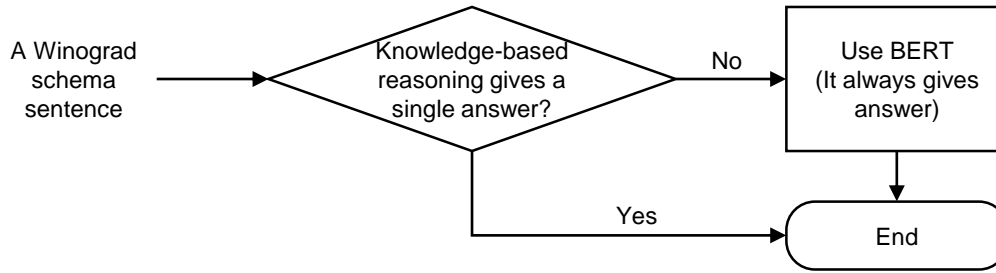 A Winograd
schema
sentence
Knowledge-based
reasoning gives a
single answer?
No
Use BERT
(It always gives
answer)
Yes
End